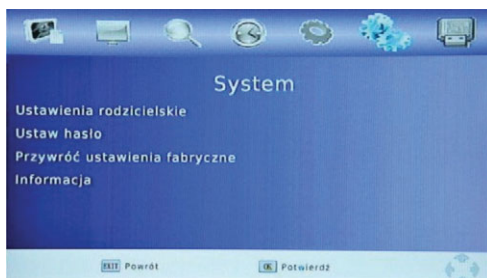 System
Ustawienia rodzicielskie
Ustaw hasło
Przywróć ustawienia fabryczne
Informacja
EXIT Powrót OK Potwierdź